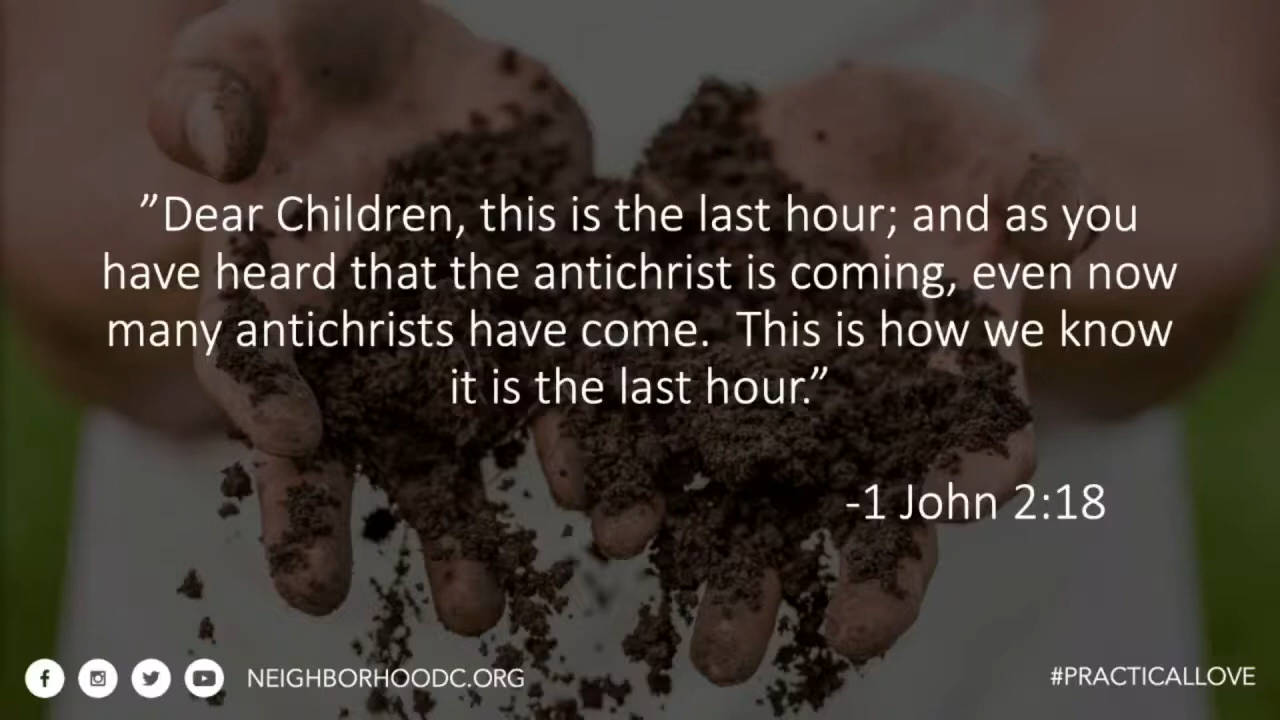 ”Dear Children, this is the last hour; and as you
have heard that the antichrist is coming, even now
many antichrists have come.  This is how we know
it is the last hour.”
-1 John 2:18
NEIGHBORHOODC.ORG
#PRACTICALLOVE